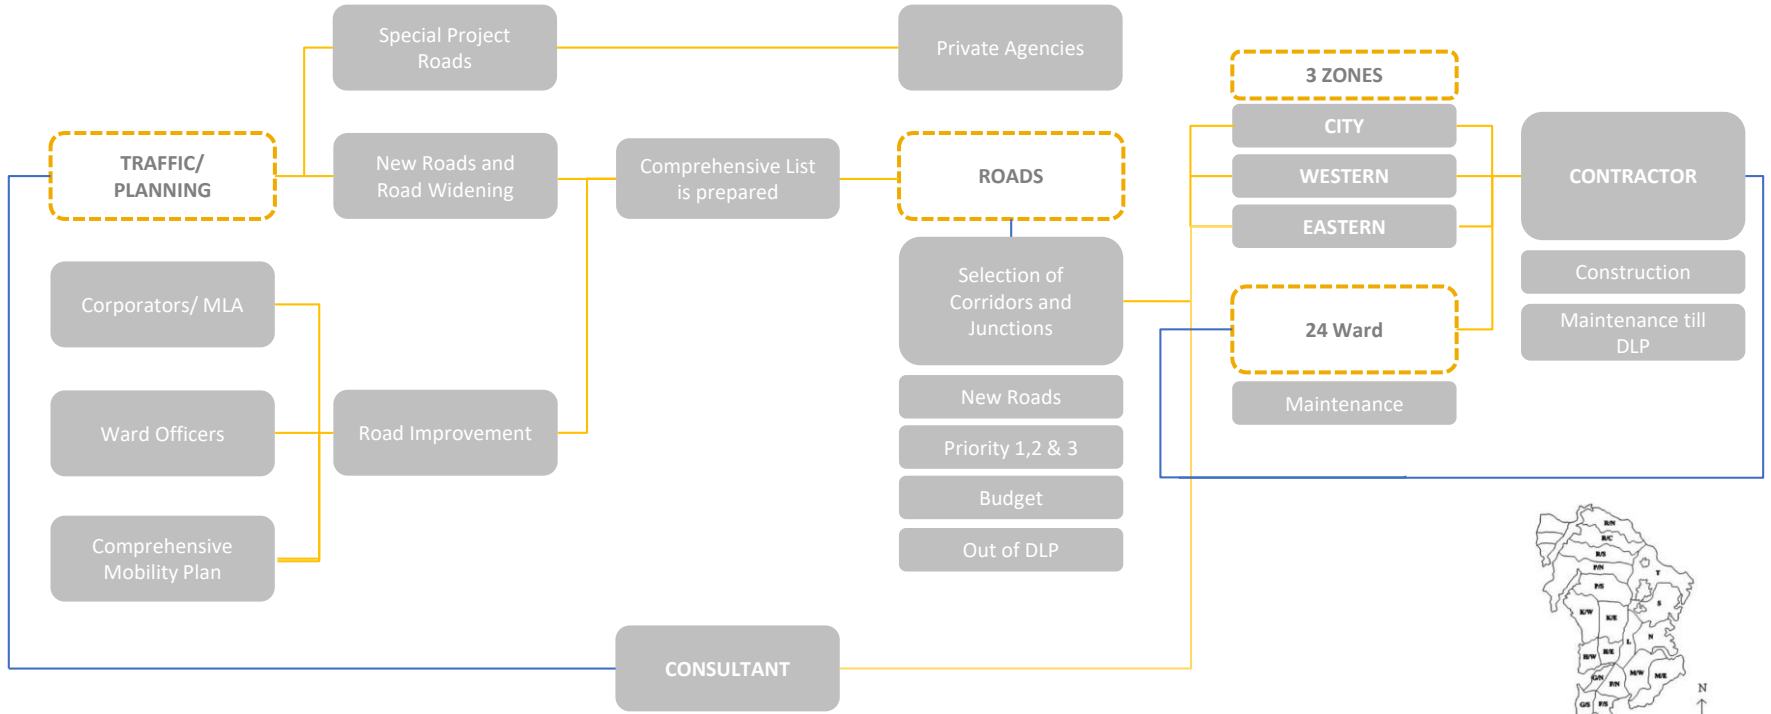 Special Project
Roads
Private Agencies
3 ZONES
CITY
WESTERN
EASTERN
TRAFFIC/
PLANNING
New Roads and
Road Widening
Comprehensive List
is prepared
ROADS
CONTRACTOR
Construction
Maintenance till
DLP
Corporators/ MLA
Selection of
Corridors and
Junctions
24 Ward
Maintenance
New Roads
Priority 1,2 & 3
Budget
Out of DLP
Ward Officers
Road Improvement
Comprehensive
Mobility Plan
CONSULTANT
R/N
R/C
R/S
P/N
T
P/S
S
K/W
K/E
L
N
H/W
H/E
G/N
F/N
M/W
M/E
G/S
F/S
N